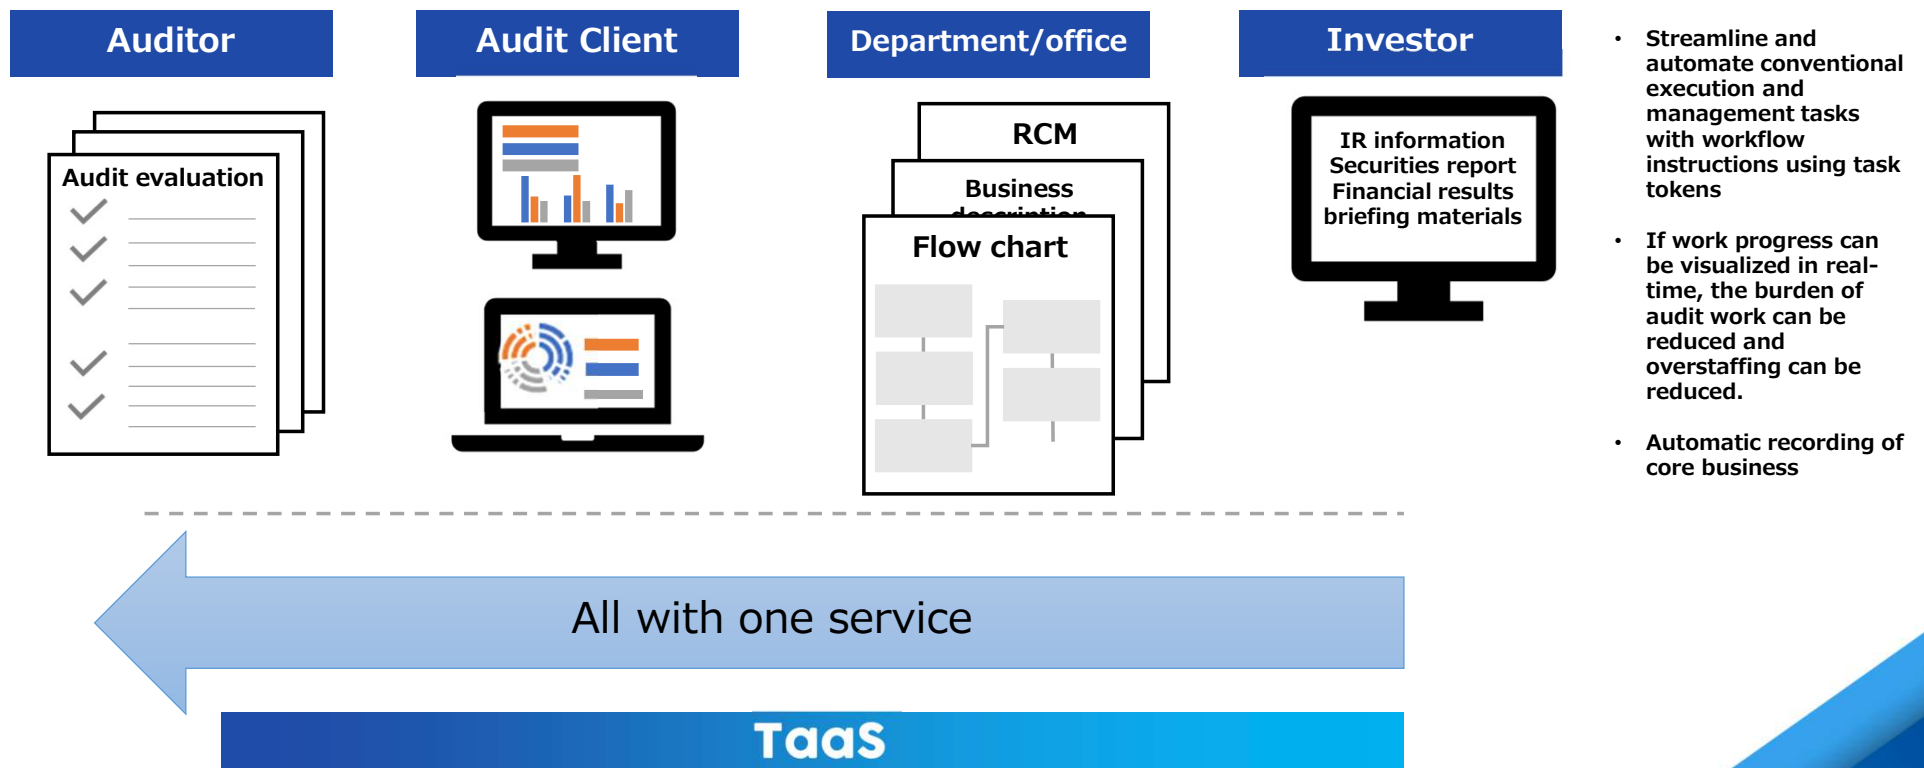 Auditor
Audit Client
Department/office
Investor
Audit evaluation
RCM
Business
description
Flow chart
IR information
Securities report
Financial results
briefing materials
• Streamline and
automate conventional
execution and
management tasks
with workflow
instructions using task
tokens
• If work progress can
be visualized in real-
time, the burden of
audit work can be
reduced and
overstaffing can be
reduced.
• Automatic recording of
core business
All with one service
TaaS